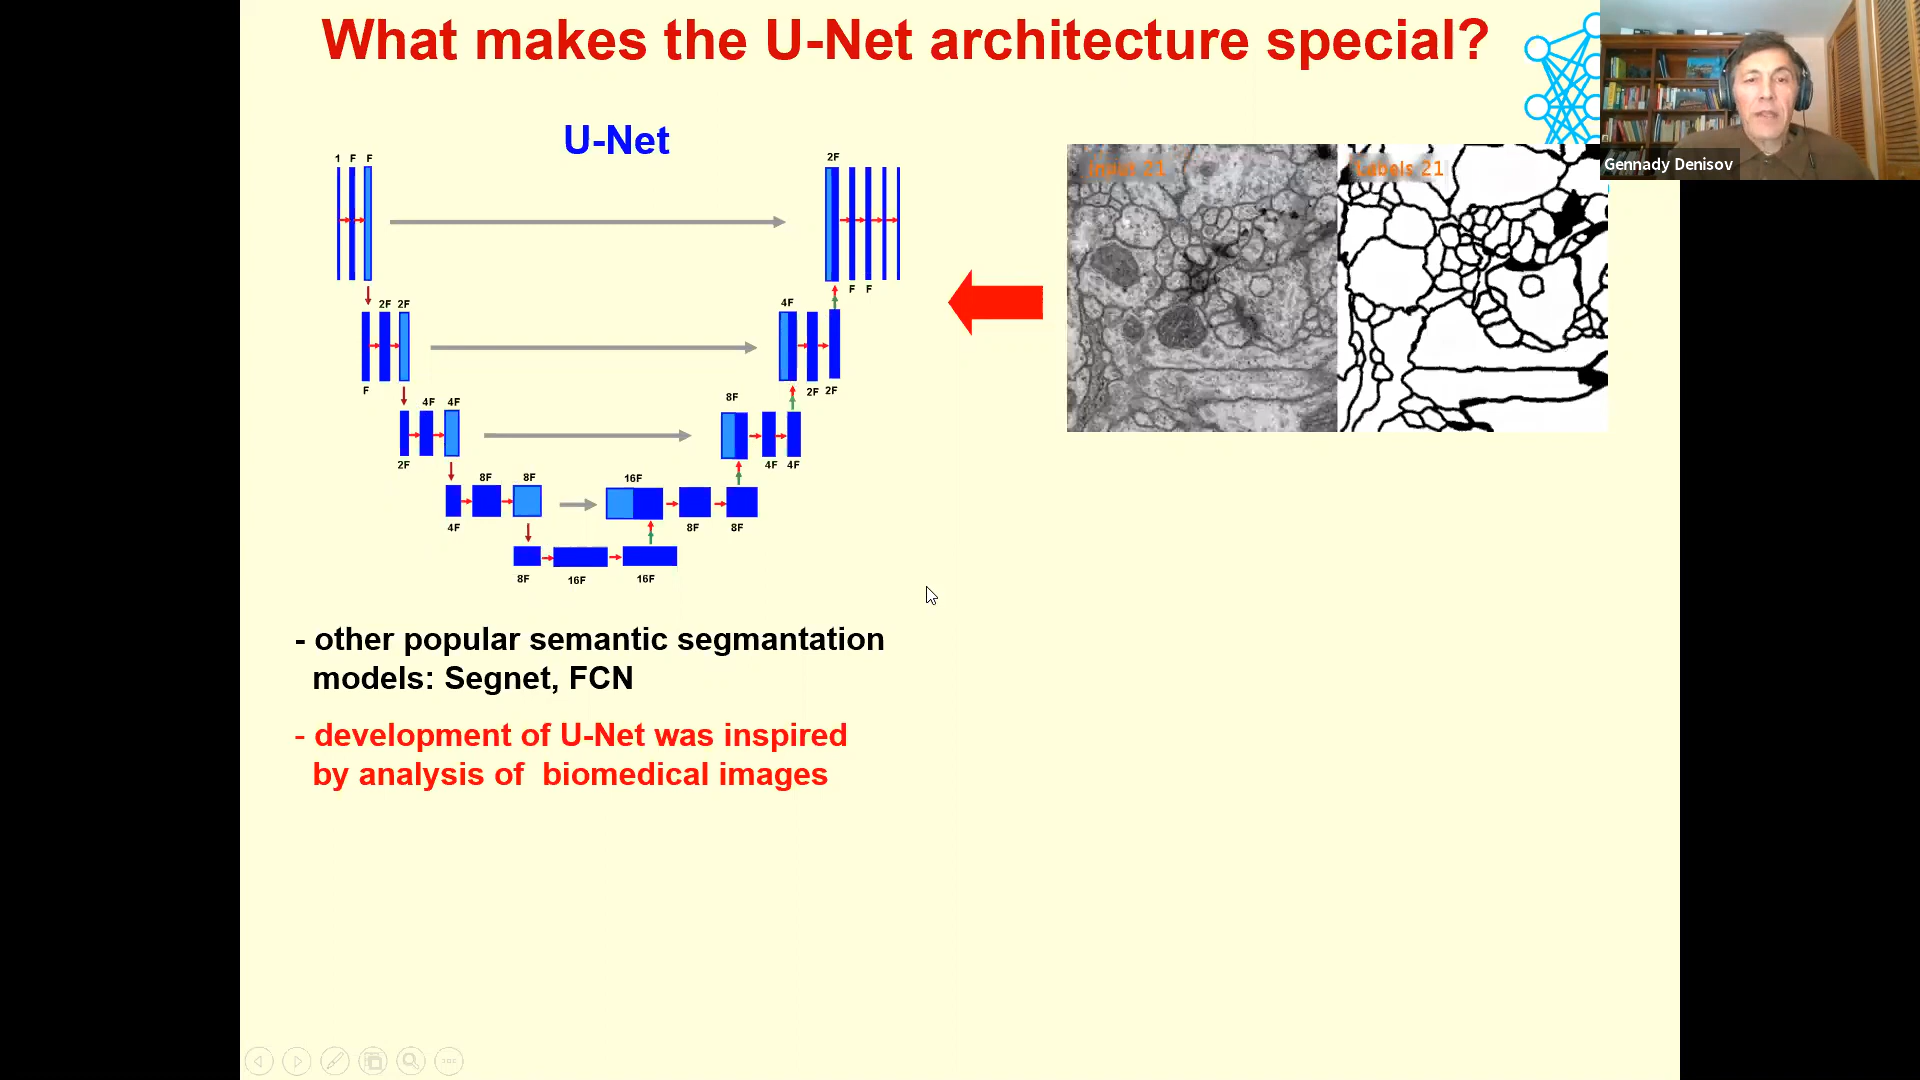 What makes the U-Net architecture special?
U-Net
1 F F
2F
Input 21
Labels 21
Gennady Denisov
F F
2F 2F
4F
F
2F 2F
4F 4F
8F
2F
4F 4F
8F 8F
16F
4F
8F 8F
8F 16F 16F
- other popular semantic segmantation
models: Segnet, FCN
- development of U-Net was inspired
by analysis of biomedical images